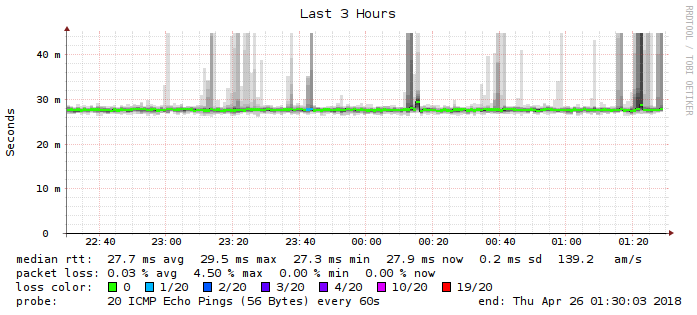 Last 3 Hours
RRDTOOL / TOBI OETIKER
Seconds
40 m
30 m
20 m
10 m
0
22:40 23:00 23:20 23:40 00:00 00:20 00:40 01:00 01:20
median rtt: 27.7 ms avg 29.5 ms max 27.3 ms min 27.9 ms now 0.2 ms sd 139.2 am/s
packet loss: 0.03 % avg 4.50 % max 0.00 % min 0.00 % now
loss color: 0 1/20 2/20 3/20 4/20 10/20 19/20
probe: 20 ICMP Echo Pings (56 Bytes) every 60s end: Thu Apr 26 01:30:03 2018